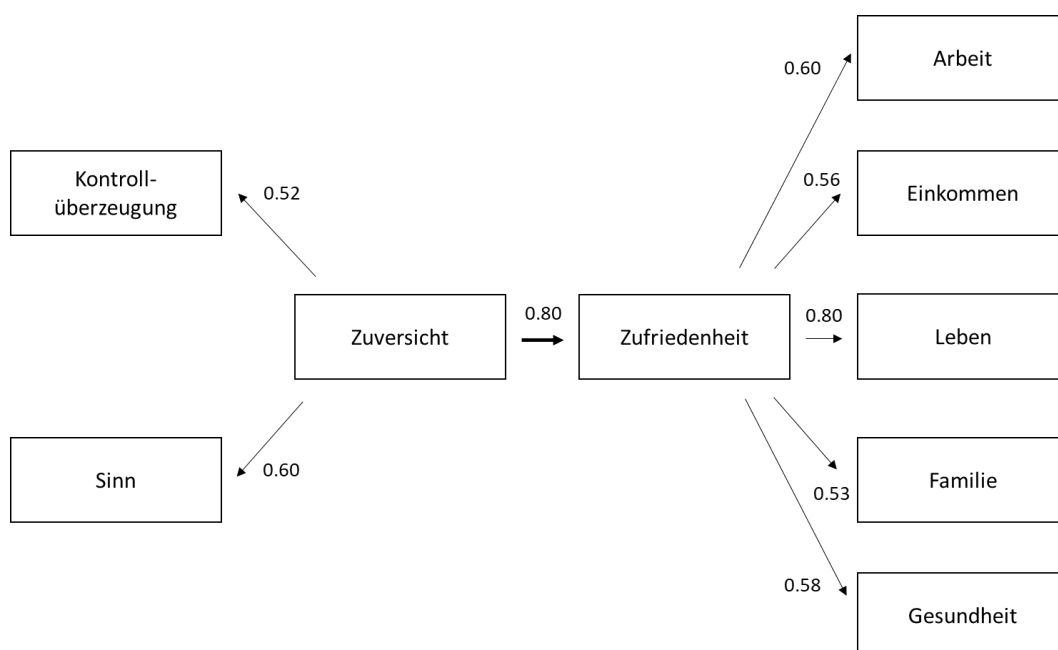 Arbeit
0.60
Kontroll-
überzeugung
0.52
0.56
Einkommen
Zuversicht
0.80
Zufriedenheit
0.80
Leben
Sinn
0.60
0.53
Familie
0.58
Gesundheit